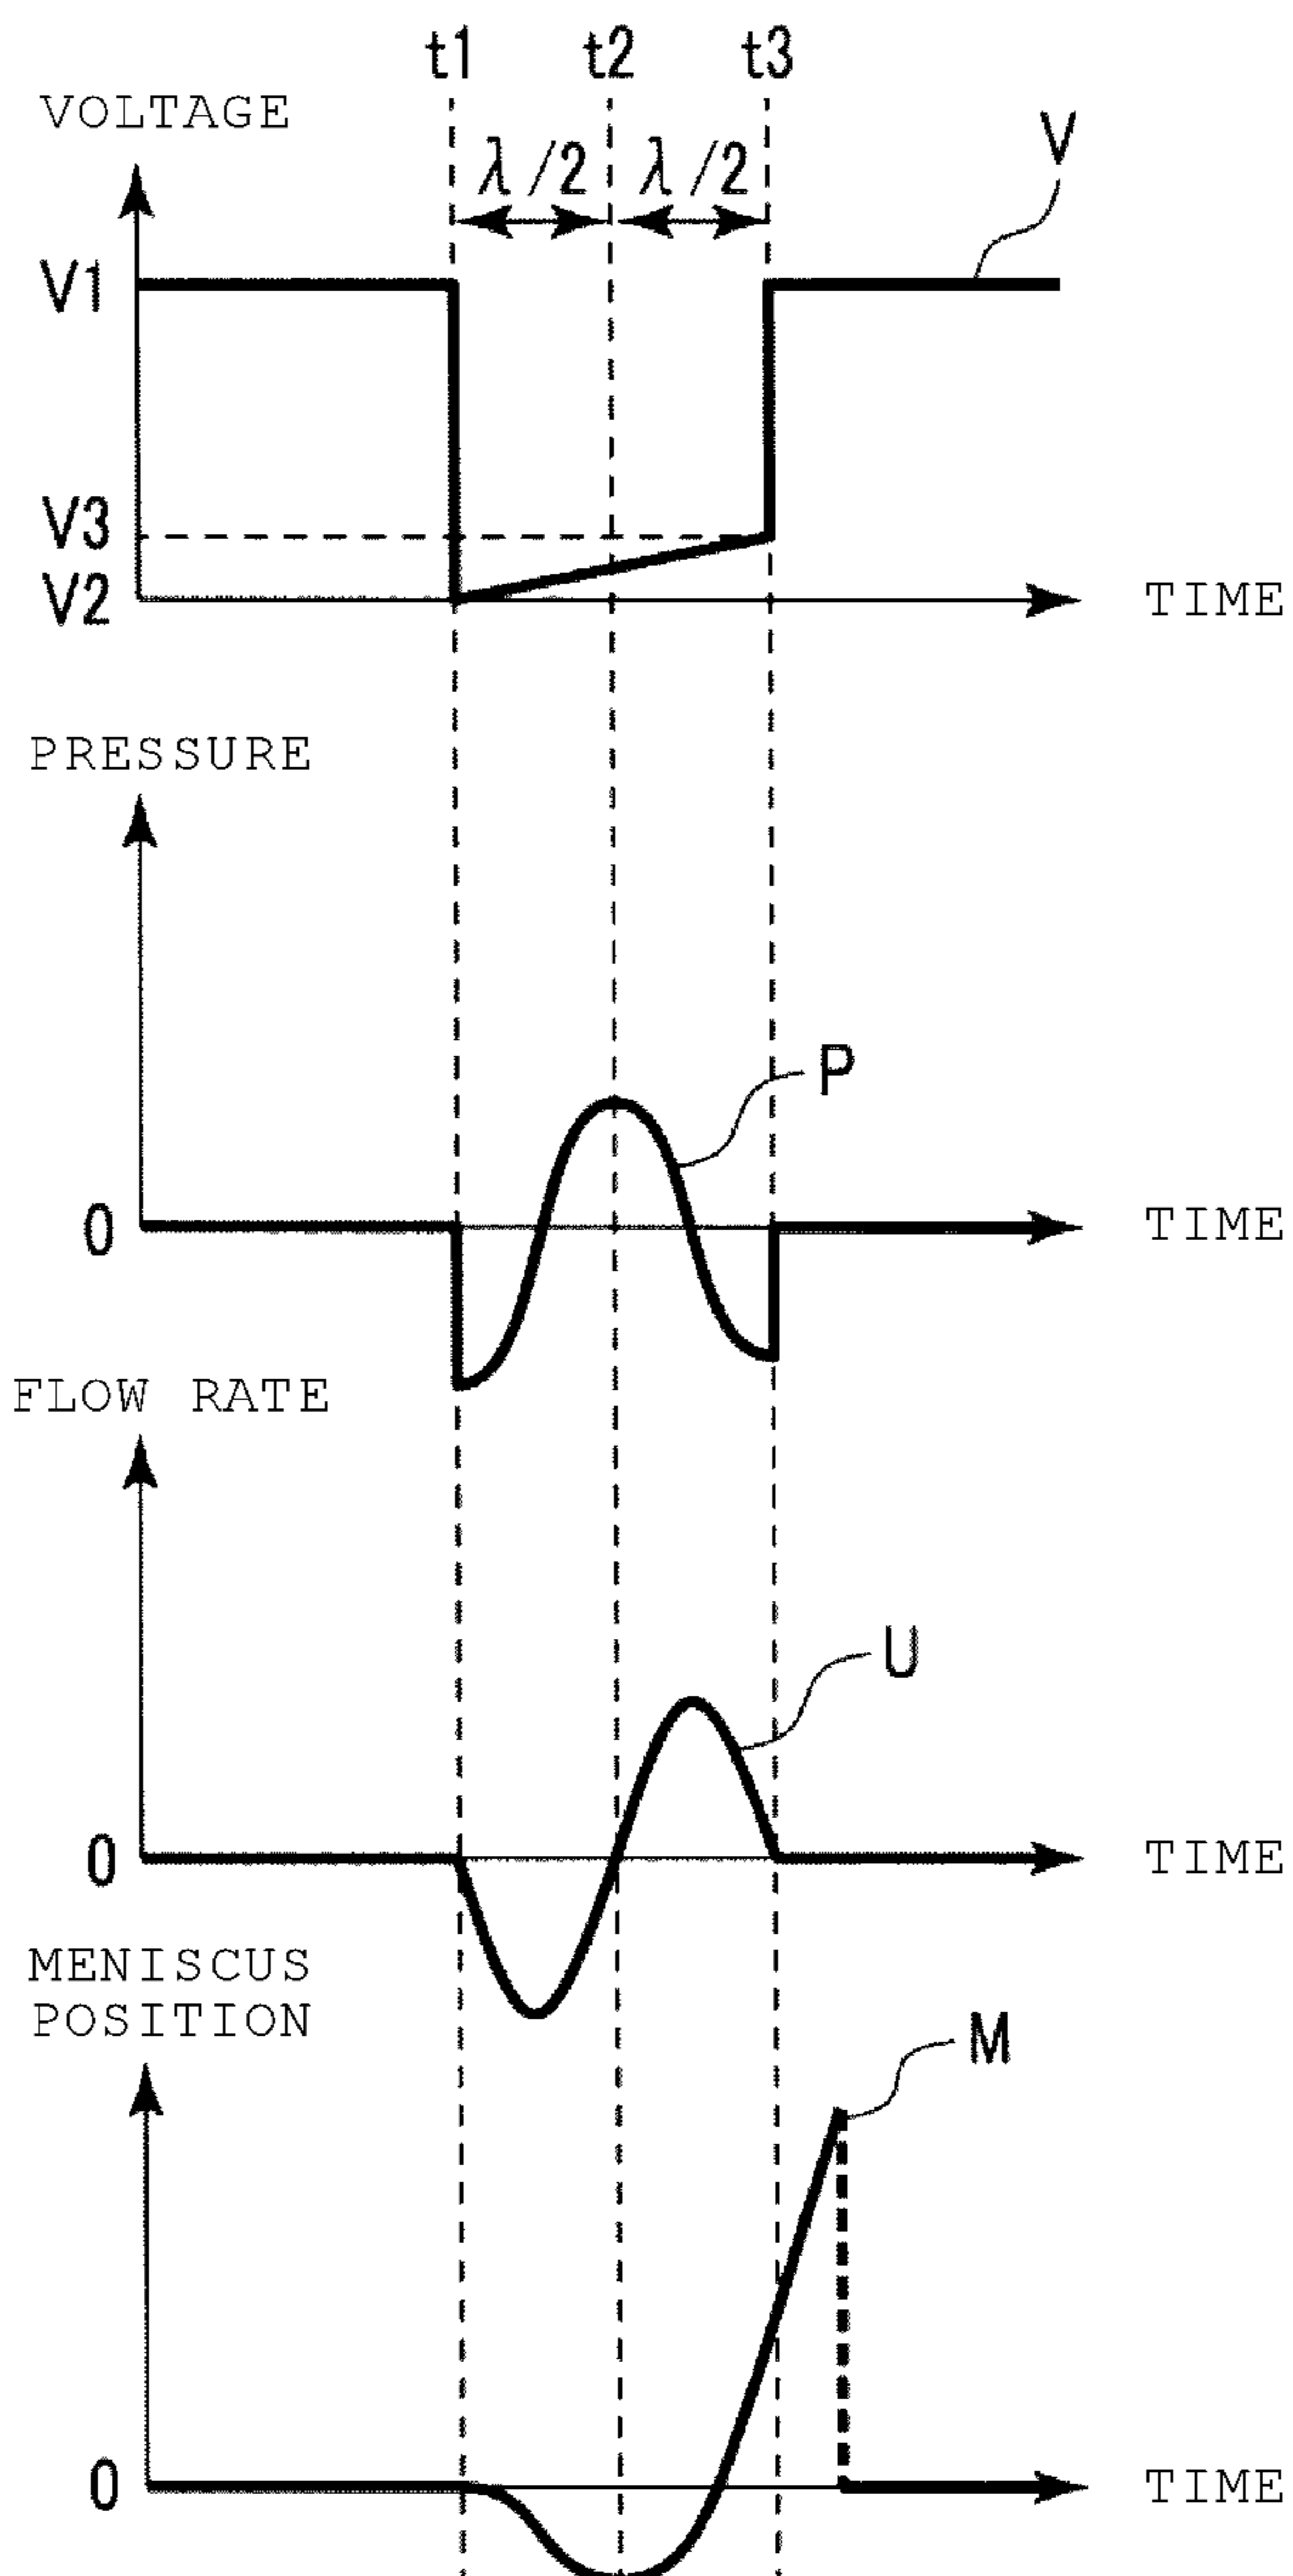 t1 t2 t3
VOLTAGE
λ/2 λ/2
V
V1
V3
V2
TIME
PRESSURE
P
0
TIME
FLOW RATE
U
0
TIME
MENISCUS
POSITION
M
0
TIME